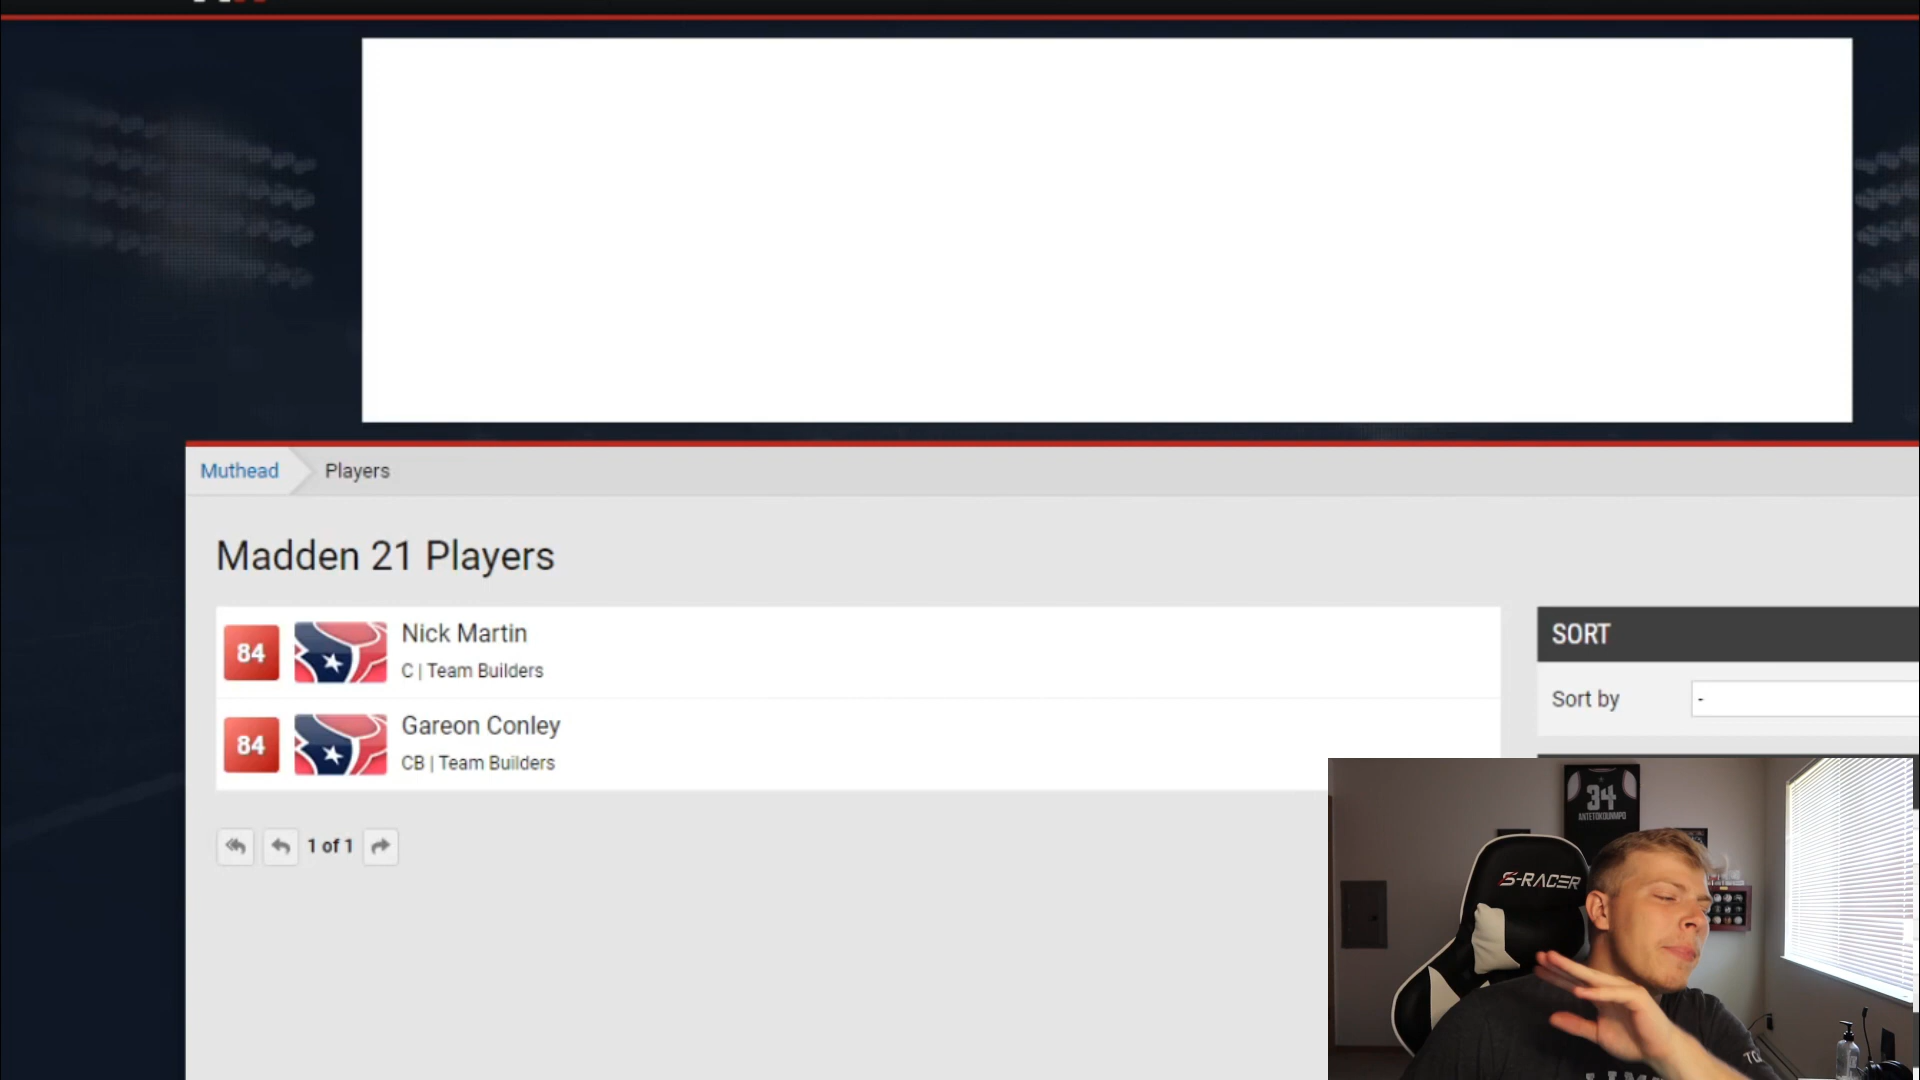 Muthead
Players
Madden 21 Players
84
Nick Martin
C | Team Builders
84
Gareon Conley
CB | Team Builders
1 of 1
SORT
Sort by
-
34
ANTETOKOUNMPO
S-RACER